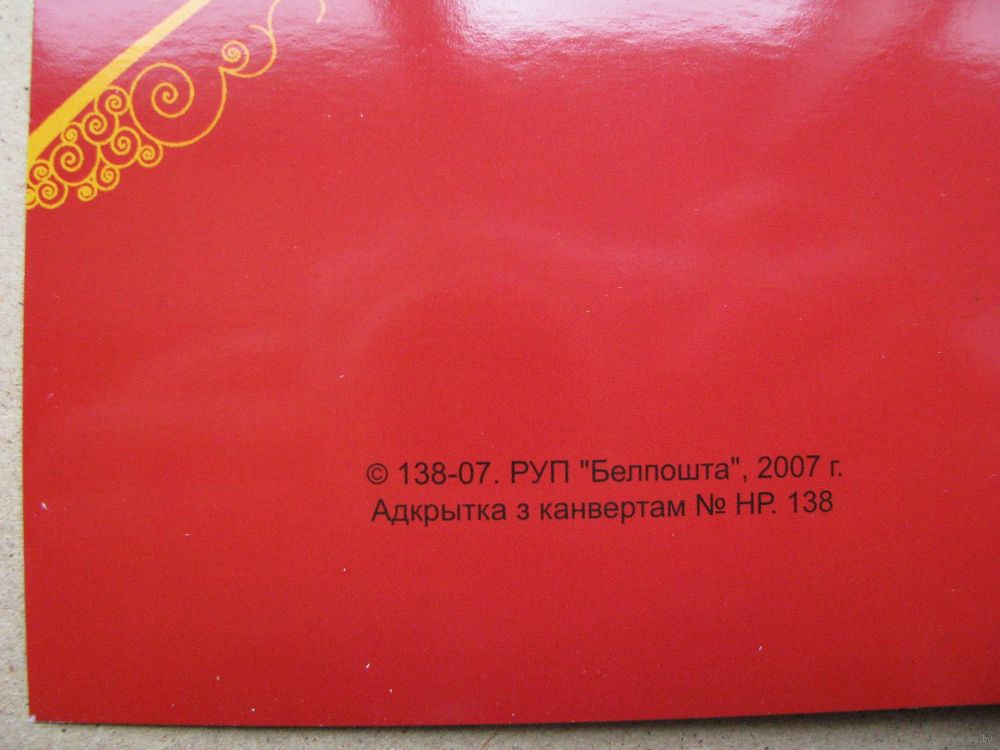 © 138-07. РУП "Белпошта", 2007 г.
Адкрытка з канвертам № НР. 138